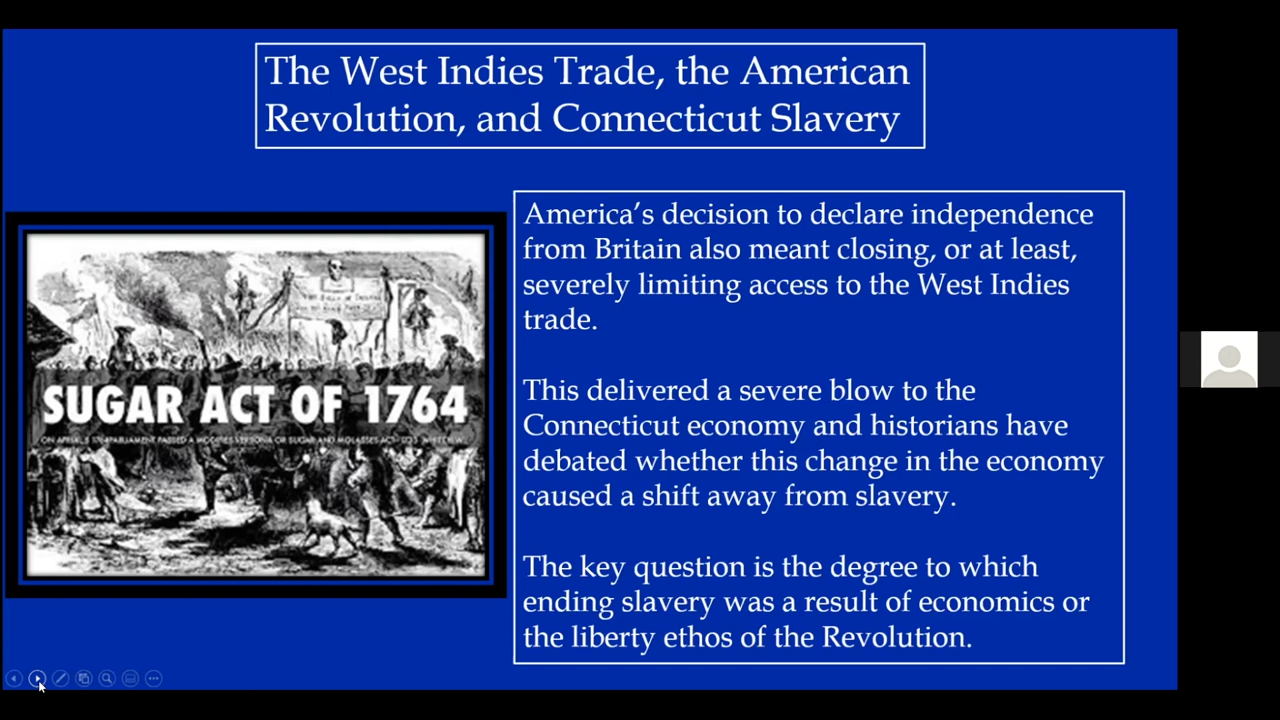 The West Indies Trade, the American
Revolution, and Connecticut Slavery
America's decision to declare independence
from Britain also meant closing, or at least,
severely limiting access to the West Indies
trade.
This delivered a severe blow to the
Connecticut economy and historians have
debated whether this change in the economy
caused a shift away from slavery.
The key question is the degree to which
ending slavery was a result of economics or
the liberty ethos of the Revolution.
SUGAR ACT OF 1764